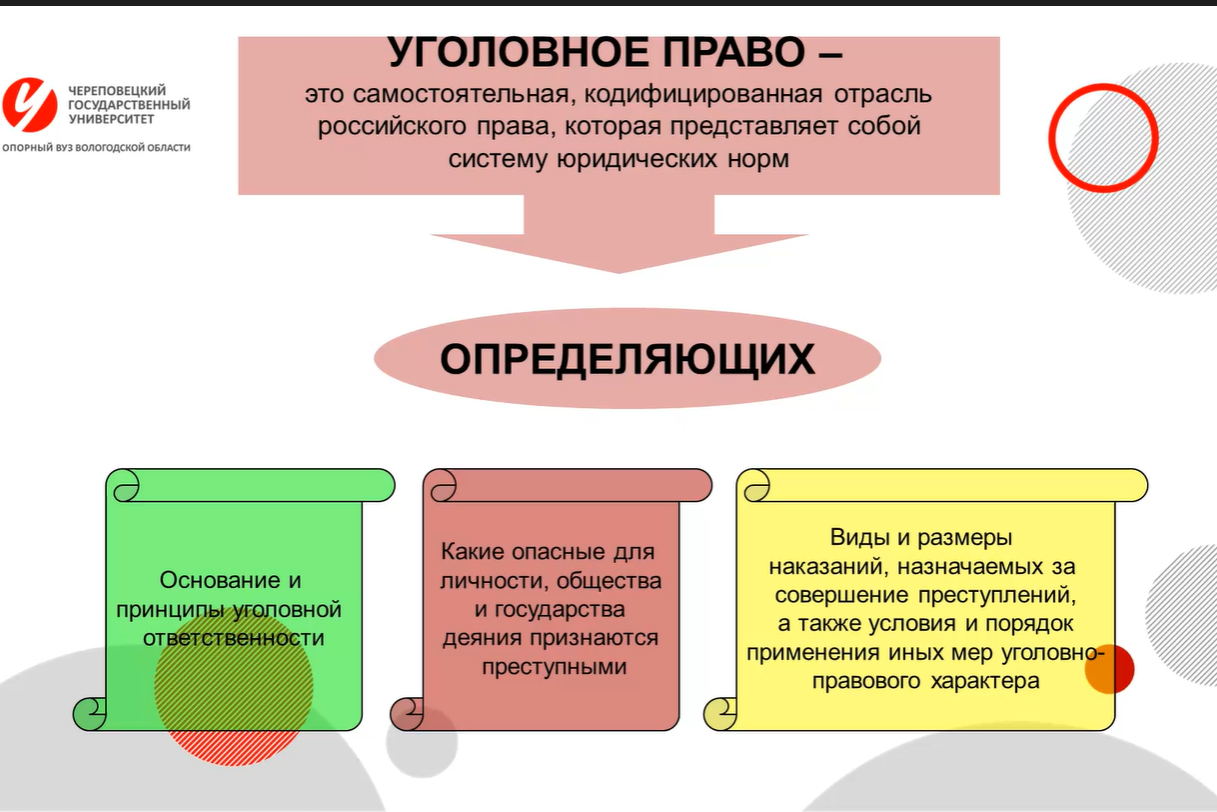 УГОЛОВНОЕ ПРАВО –
это самостоятельная, кодифицированная отрасль
российского права, которая представляет собой
систему юридических норм
ЧЕРЕПОВЕЦКИЙ
ГОСУДАРСТВЕННЫЙ
УНИВЕРСИТЕТ
ОПОРНЫЙ ВУЗ ВОЛОГОДСКОЙ ОБЛАСТИ
ОПРЕДЕЛЯЮЩИХ
Основание и
принципы уголовной
ответственности
Какие опасные для
личности, общества
и государства
деяния признаются
преступными
Виды и размеры
наказаний, назначаемых за
совершение преступлений,
а также условия и порядок
применения иных мер уголовно-
правового характера